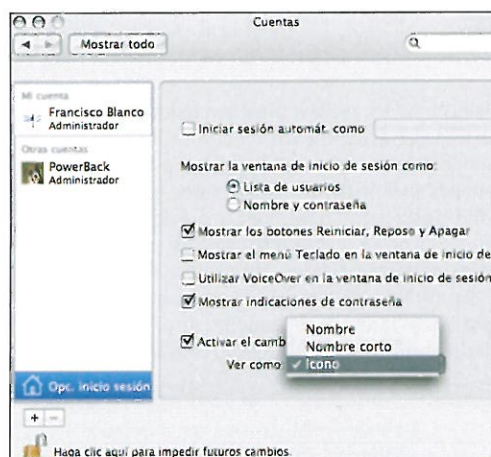 Cuentas
Mostrar todo
Mi cuenta
Francisco Blanco
Administrador
Otras cuentas
PowerBack
Administrador
Opc. inicio sesión
Iniciar sesión automát. como
Mostrar la ventana de inicio de sesión como:
Lista de usuarios
Nombre y contraseña
Mostrar los botones Reiniciar, Reposo y Apagar
Mostrar el menú Teclado en la ventana de inicio de
Utilizar VoiceOver en la ventana de inicio de sesión
Mostrar indicaciones de contraseña
Activar el camb
Nombre
Nombre corto
Ver como: ✓ Icono
Haga clic aquí para impedir futuros cambios.